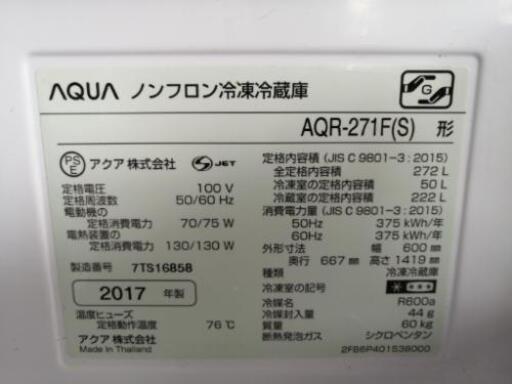 AQUA ノンフロン冷凍冷蔵庫
G
AQR-271F(S) 形
PS E アクア株式会社 S JET
定格電圧 100 V
定格周波数 50/60 Hz
電動機の
定格消費電力 70/75 W
電熱装置の
定格消費電力 130/130 W
製造番号 7TS16858
2017 年製
温度ヒューズ
定格動作温度 76℃
アクア株式会社
Made in Thailand
定格内容積 (JIS C 9801-3:2015)
全定格内容積 272 L
冷凍室の定格内容積 50 L
冷蔵室の定格内容積 222 L
消費電力量 (JIS C 9801-3:2015)
50Hz 375 kWh/年
60Hz 375 kWh/年
外形寸法 幅 600 mm
奥行 667 mm 高さ 1419 mm
種類 冷凍冷蔵庫
冷凍室の記号
冷媒 R600a
冷媒封入量 44 g
質量 60 kg
断熱発泡ガス シクロペンタン
2FB6P401538000